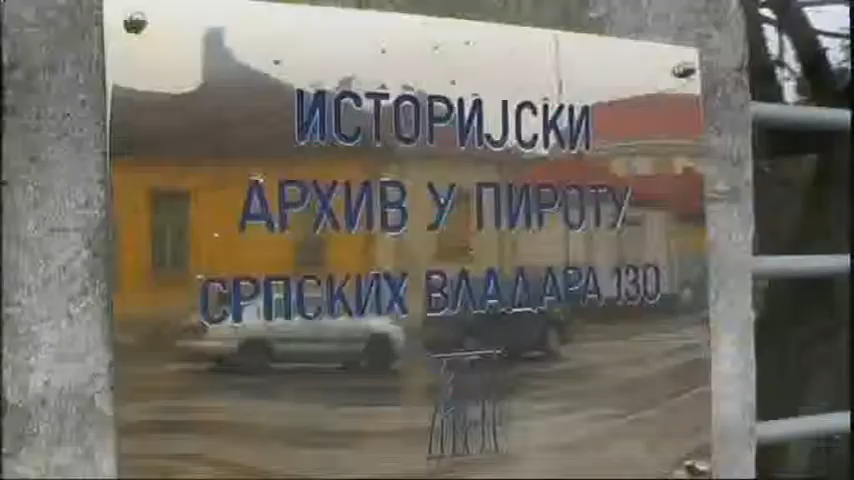 ИСТОРИЈСКИ
АРХИВ У ПИРОТУ
СРПСКИХ ВЛАДАРА 130